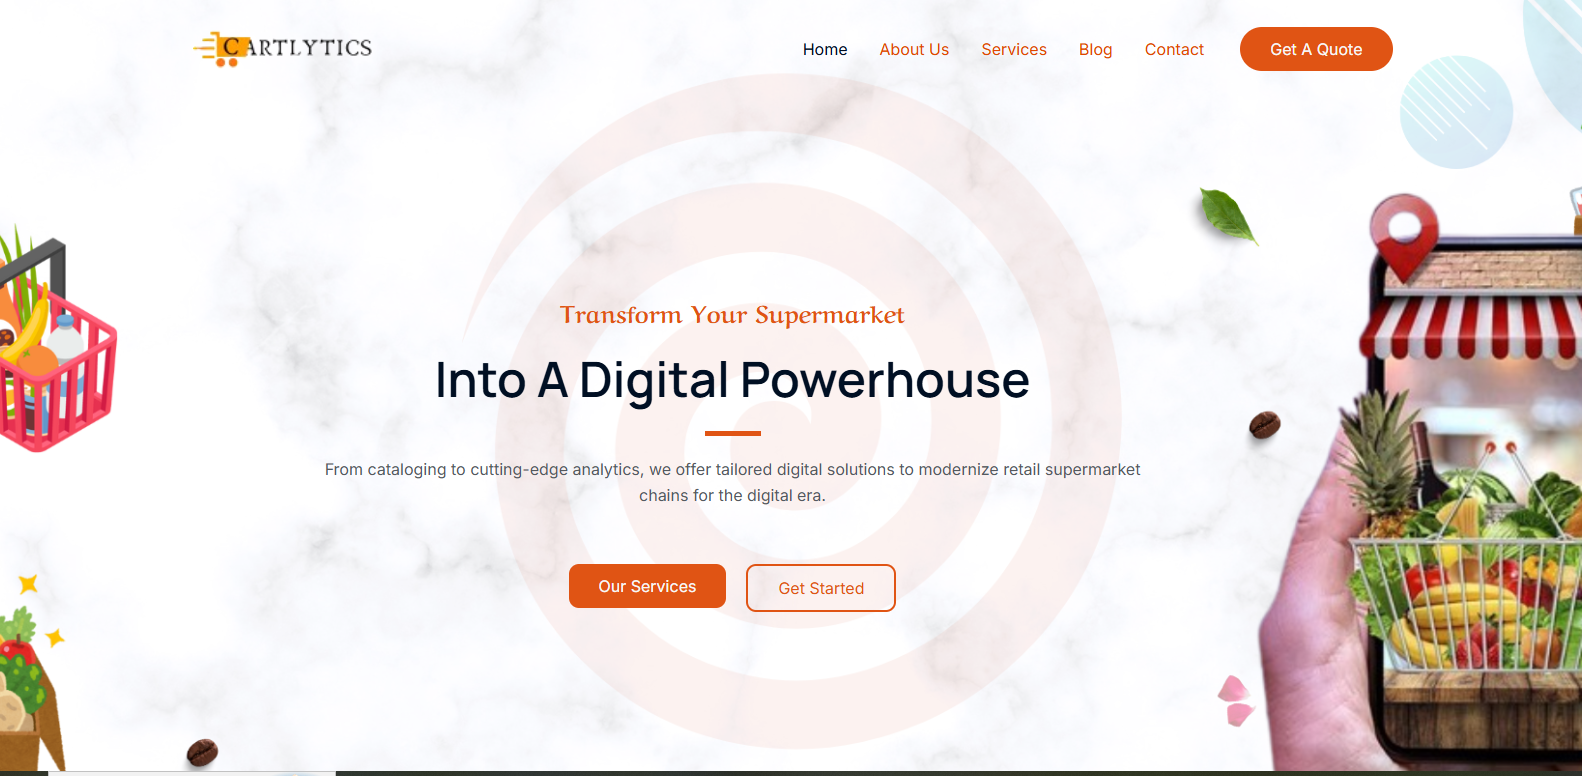 CARTLYTICS
Home About Us Services Blog Contact Get A Quote
Transform Your Supermarket
Into A Digital Powerhouse
From cataloging to cutting-edge analytics, we offer tailored digital solutions to modernize retail supermarket
chains for the digital era.
Our Services Get Started